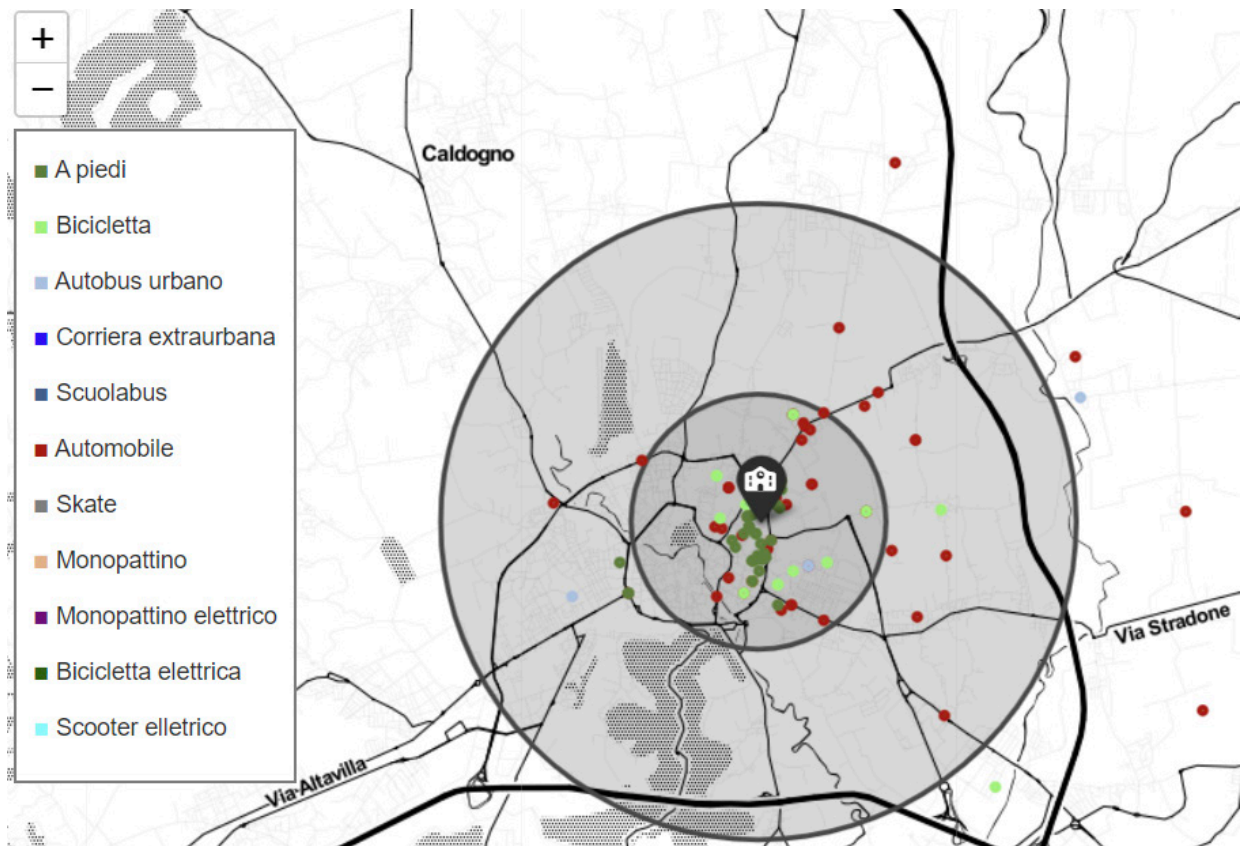 +
−
A piedi
Bicicletta
Autobus urbano
Corriera extraurbana
Scuolabus
Automobile
Skate
Monopattino
Monopattino elettrico
Bicicletta elettrica
Scooter elletrico
Caldogno
Via Stradone
Via Altavilla